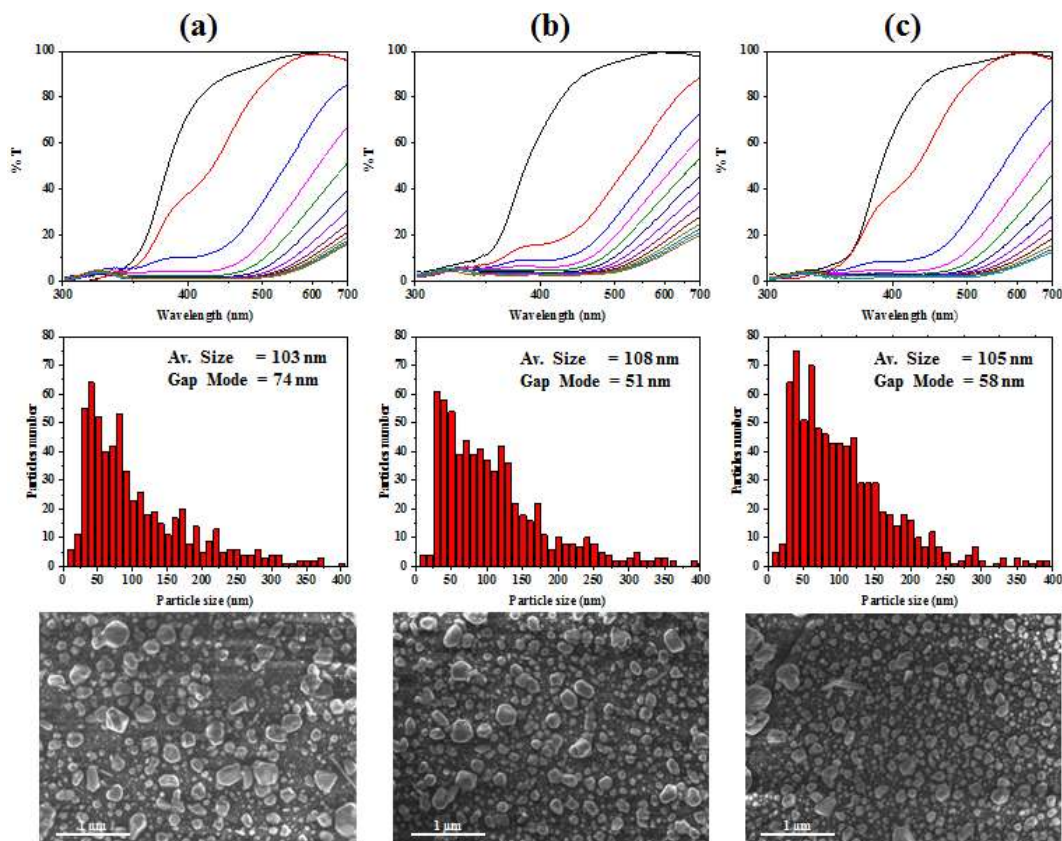 (a) (b) (c)
100 100 100
80 80 80
60 60 60
40 40 40
20 20 20
0 0 0
% T % T % T
300 400 500 600 700 300 400 500 600 700 300 400 500 600 700
Wavelength (nm) Wavelength (nm) Wavelength (nm)
80 80 80
70 70 70
60 60 60
50 50 50
40 40 40
30 30 30
20 20 20
10 10 10
0 0 0
Av. Size = 103 nm Av. Size = 108 nm Av. Size = 105 nm
Gap Mode = 74 nm Gap Mode = 51 nm Gap Mode = 58 nm
Particles number Particles number Particles number
0 50 100 150 200 250 300 350 400 0 50 100 150 200 250 300 350 400 0 50 100 150 200 250 300 350 400
Particle size (nm) Particle size (nm) Particle size (nm)
1 µm 1 µm